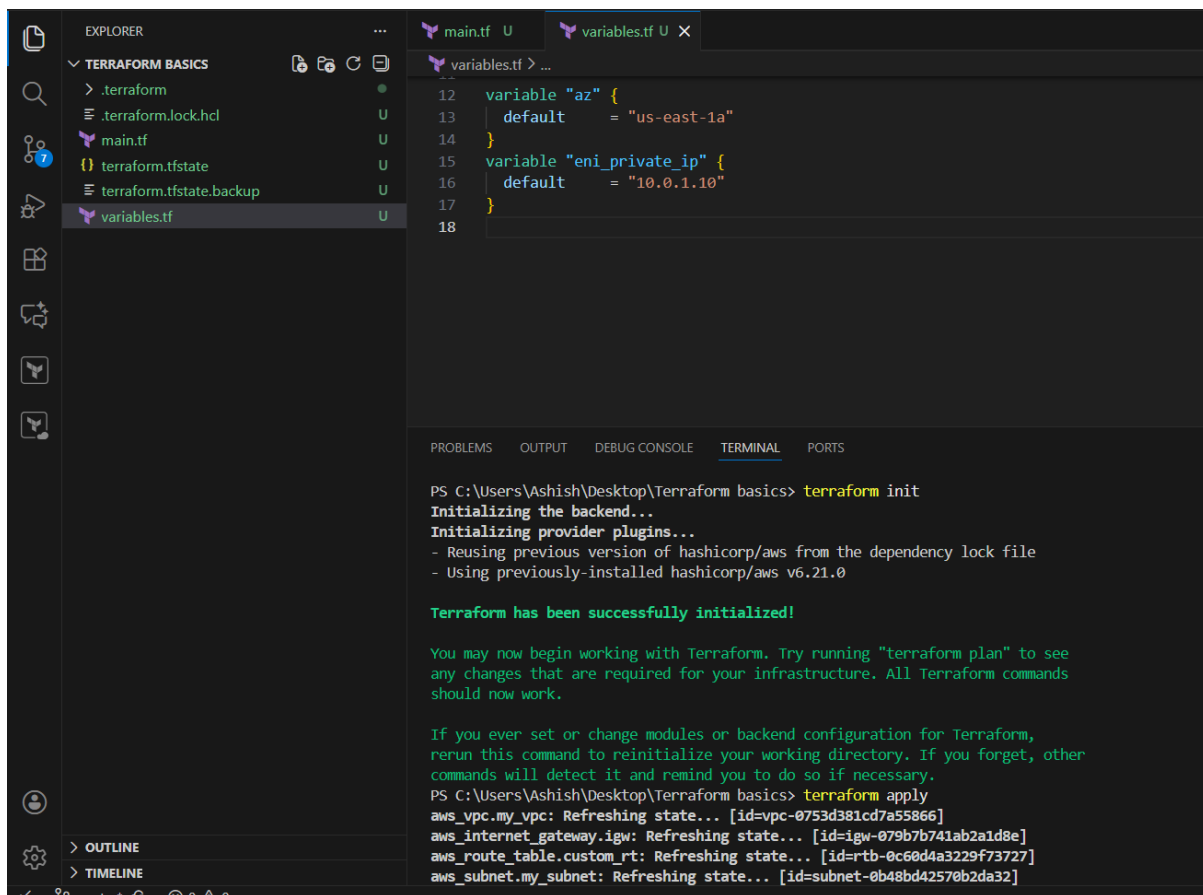 EXPLORER
...
TERRAFORM BASICS
.terraform
.terraform.lock.hcl U
main.tf U
terraform.tfstate U
terraform.tfstate.backup U
variables.tf U
7
OUTLINE
TIMELINE
main.tf U
variables.tf U
variables.tf > ...
12 variable "az" {
13 default = "us-east-1a"
14 }
15 variable "eni_private_ip" {
16 default = "10.0.1.10"
17 }
18
PROBLEMS OUTPUT DEBUG CONSOLE TERMINAL PORTS
PS C:\Users\Ashish\Desktop\Terraform basics> terraform init
Initializing the backend...
Initializing provider plugins...
- Reusing previous version of hashicorp/aws from the dependency lock file
- Using previously-installed hashicorp/aws v6.21.0
Terraform has been successfully initialized!
You may now begin working with Terraform. Try running "terraform plan" to see
any changes that are required for your infrastructure. All Terraform commands
should now work.
If you ever set or change modules or backend configuration for Terraform,
rerun this command to reinitialize your working directory. If you forget, other
commands will detect it and remind you to do so if necessary.
PS C:\Users\Ashish\Desktop\Terraform basics> terraform apply
aws_vpc.my_vpc: Refreshing state... [id=vpc-0753d381cd7a55866]
aws_internet_gateway.igw: Refreshing state... [id=igw-079b7b741ab2a1d8e]
aws_route_table.custom_rt: Refreshing state... [id=rtb-0c60d4a3229f73727]
aws_subnet.my_subnet: Refreshing state... [id=subnet-0b48bd42570b2da32]